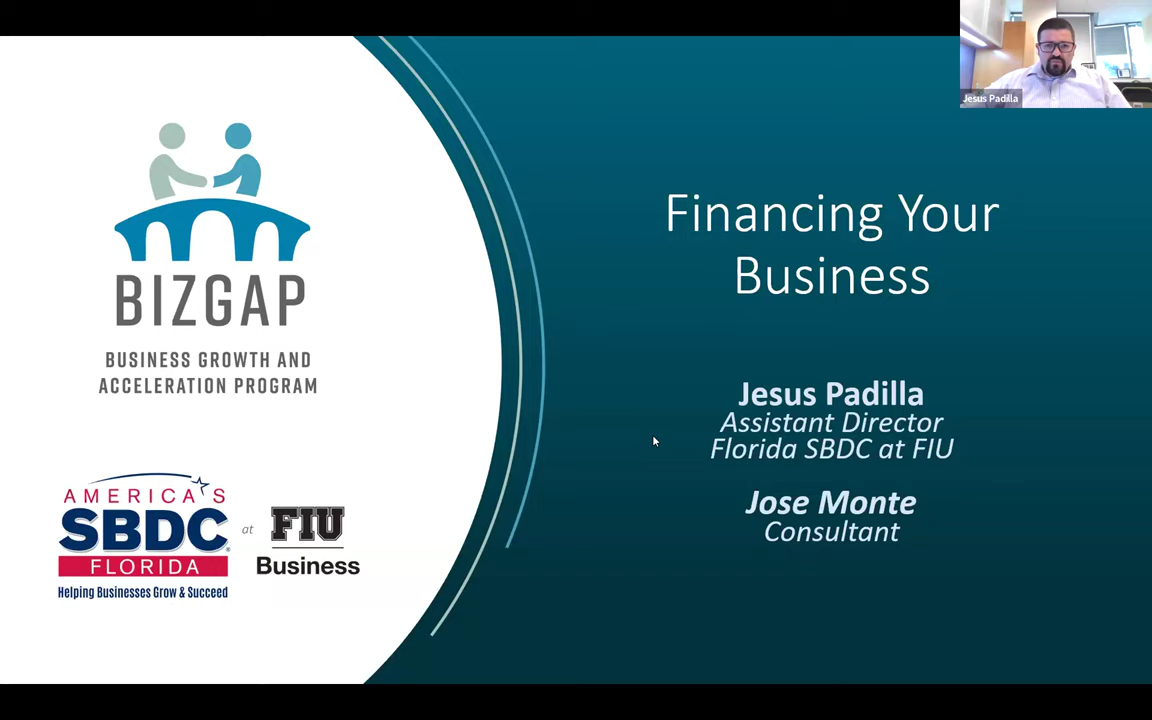 BIZGAP
BUSINESS GROWTH AND
ACCELERATION PROGRAM
AMERICA'S
SBDC®
FLORIDA
Helping Businesses Grow & Succeed
at
FIU
Business
Financing Your
Business
Jesus Padilla
Assistant Director
Florida SBDC at FIU
Jose Monte
Consultant
Jesus Padilla